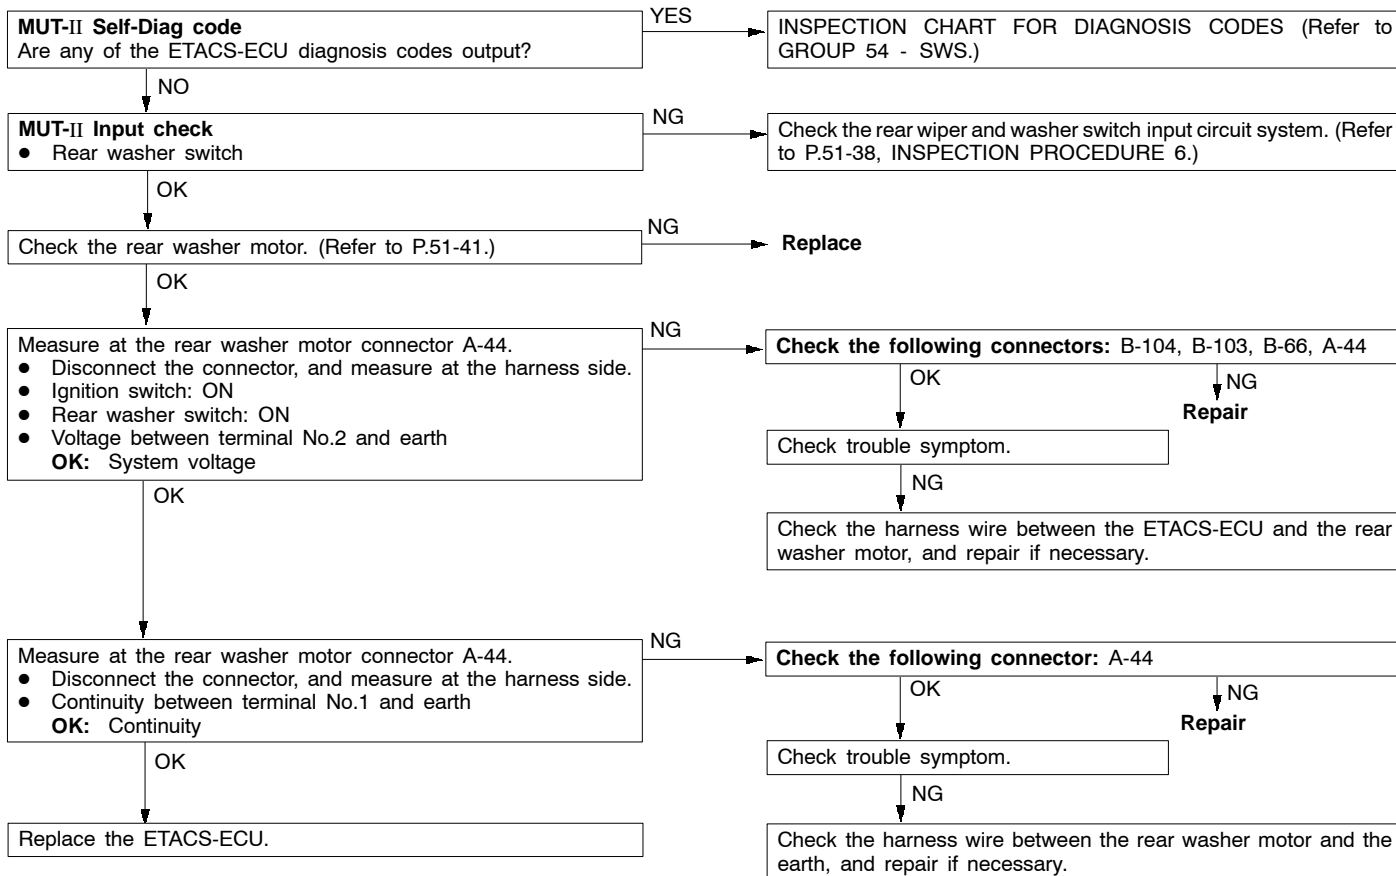 MUT-II Self-Diag code
Are any of the ETACS-ECU diagnosis codes output?
YES
INSPECTION CHART FOR DIAGNOSIS CODES (Refer to
GROUP 54 - SWS.)
NO
MUT-II Input check
● Rear washer switch
NG
Check the rear wiper and washer switch input circuit system. (Refer
to P.51-38, INSPECTION PROCEDURE 6.)
OK
Check the rear washer motor. (Refer to P.51-41.)
NG
Replace
OK
Measure at the rear washer motor connector A-44.
● Disconnect the connector, and measure at the harness side.
● Ignition switch: ON
● Rear washer switch: ON
● Voltage between terminal No.2 and earth
OK: System voltage
NG
Check the following connectors: B-104, B-103, B-66, A-44
OK
NG
Repair
Check trouble symptom.
NG
Check the harness wire between the ETACS-ECU and the rear
washer motor, and repair if necessary.
OK
Measure at the rear washer motor connector A-44.
● Disconnect the connector, and measure at the harness side.
● Continuity between terminal No.1 and earth
OK: Continuity
NG
Check the following connector: A-44
OK
NG
Repair
Check trouble symptom.
NG
Check the harness wire between the rear washer motor and the
earth, and repair if necessary.
OK
Replace the ETACS-ECU.